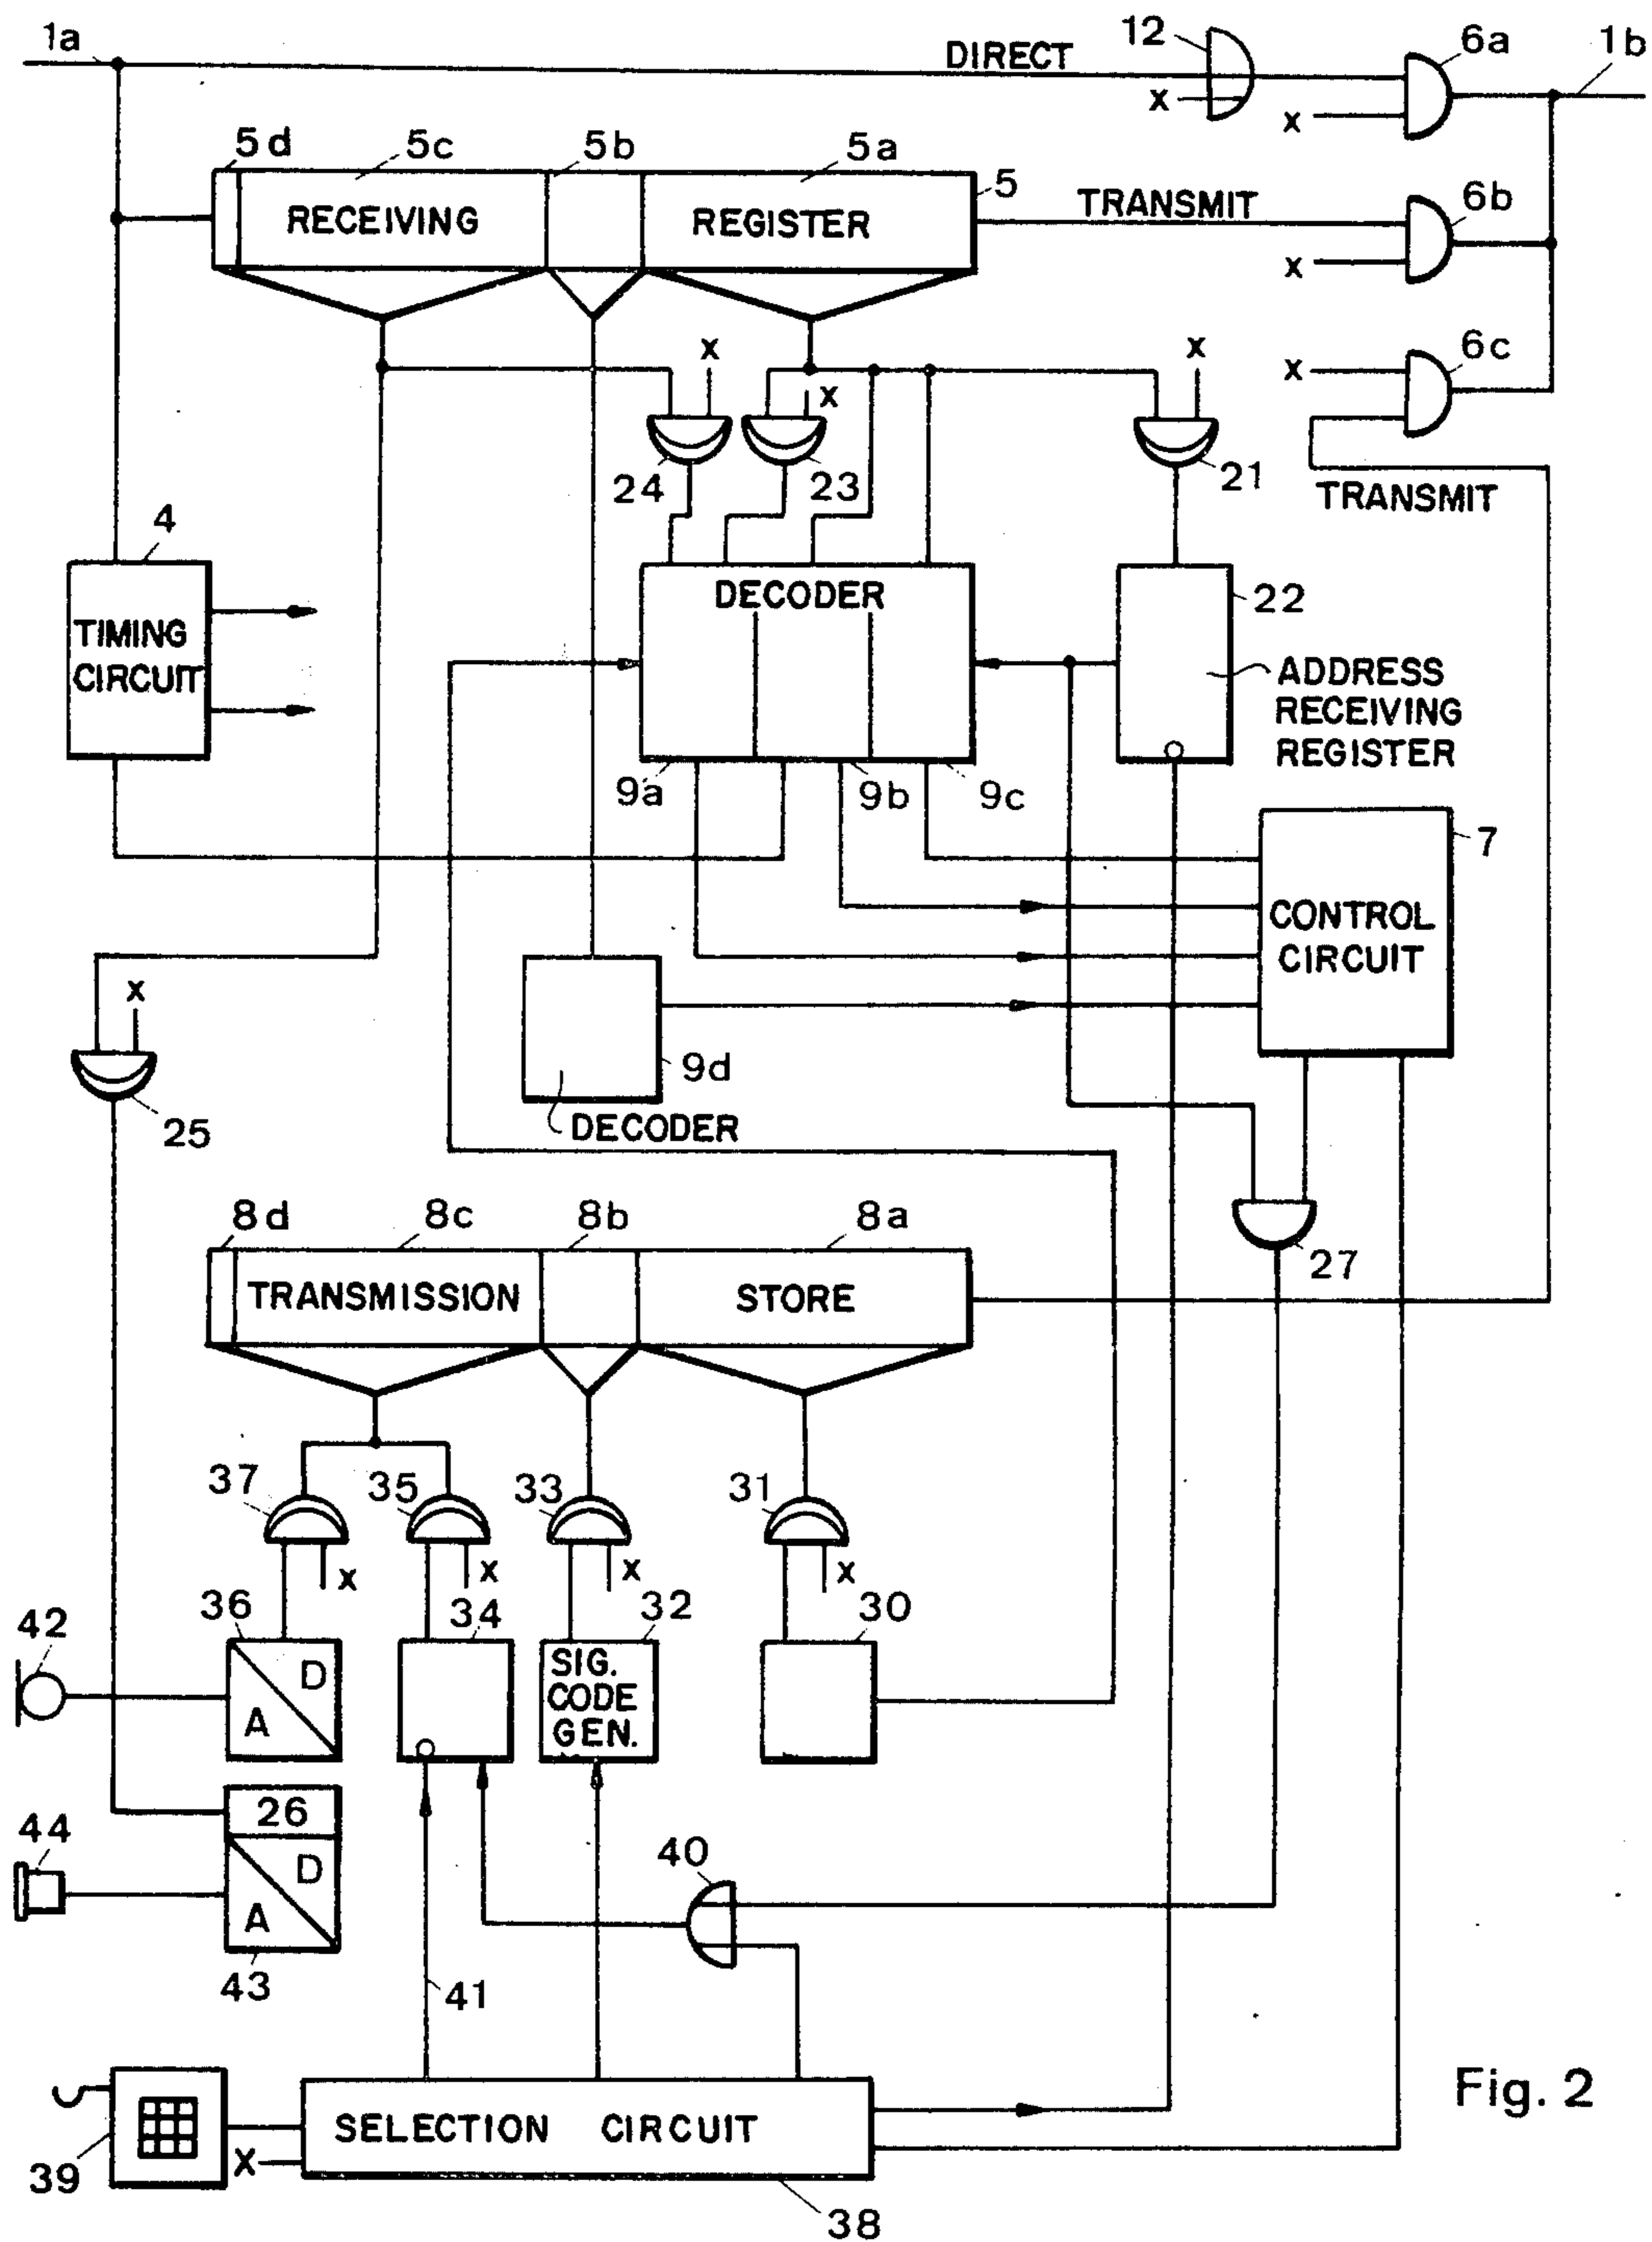 1a
DIRECT
12
6a
1b
X
X
5d
5c
5b
5a
5
RECEIVING
REGISTER
TRANSMIT
6b
X
6c
X
X
X
X
24
23
21
TRANSMIT
4
TIMING
CIRCUIT
DECODER
22
ADDRESS
RECEIVING
REGISTER
9a
9b
9c
7
CONTROL
CIRCUIT
X
25
9d
DECODER
8d
8c
8b
8a
27
TRANSMISSION
STORE
37
35
33
31
X
X
X
X
36
34
32
30
42
D
A
SIG.
CODE
GEN.
44
26
D
A
40
43
41
39
X
SELECTION CIRCUIT
38
Fig. 2